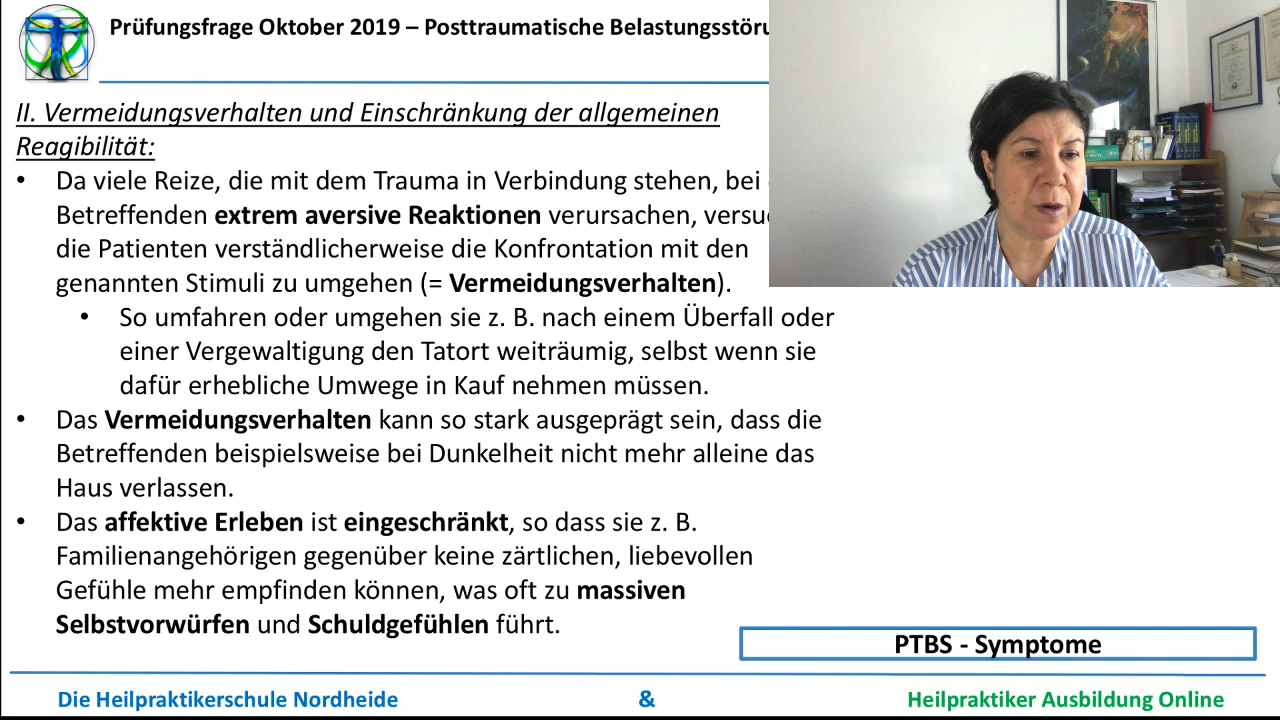 Prüfungsfrage Oktober 2019 – Posttraumatische
II. Vermeidungsverhalten und Einschränkung der allgemeinen
Reagibilität:
• Da viele Reize, die mit dem Trauma in Verbindung stehen, bei
Betreffenden extrem aversive Reaktionen verursachen,
die Patienten verständlicherweise die Konfrontation mit den
genannten Stimuli zu umgehen (= Vermeidungsverhalten).
• So umfahren oder umgehen sie z. B. nach einem Überfall oder
einer Vergewaltigung den Tatort weiträumig, selbst wenn sie
dafür erhebliche Umwege in Kauf nehmen müssen.
• Das Vermeidungsverhalten kann so stark ausgeprägt sein, dass die
Betreffenden beispielsweise bei Dunkelheit nicht mehr alleine das
Haus verlassen.
• Das affektive Erleben ist eingeschränkt, so dass sie z. B.
Familienangehörigen gegenüber keine zärtlichen, liebevollen
Gefühle mehr empfinden können, was oft zu massiven
Selbstvorwürfen und Schuldgefühlen führt.
PTBS - Symptome
Die Heilpraktikerschule Nordheide & Heilpraktiker Ausbildung Online